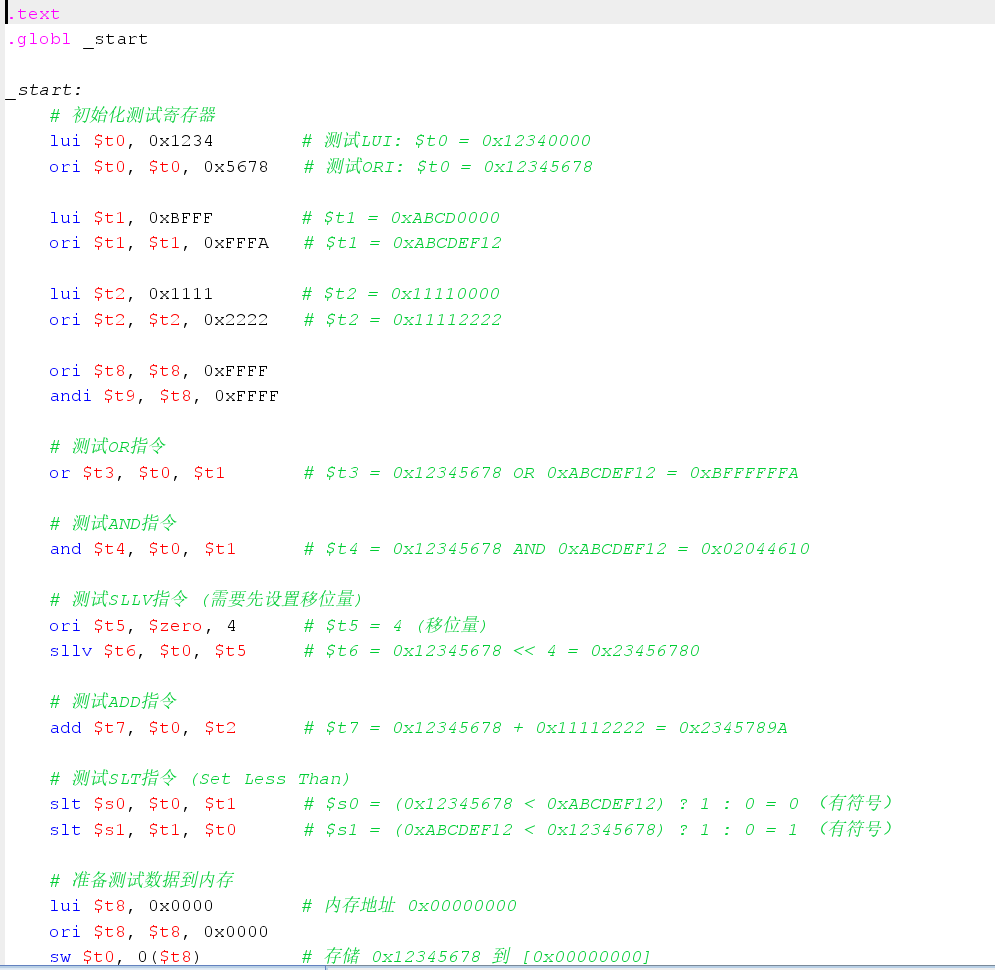 .text
.globl _start
_start:
# 初始化测试寄存器
lui $t0, 0x1234 # 测试LUI: $t0 = 0x12340000
ori $t0, $t0, 0x5678 # 测试ORI: $t0 = 0x12345678
lui $t1, 0xBFFF # $t1 = 0xABCD0000
ori $t1, $t1, 0xFFFA # $t1 = 0xABCDEF12
lui $t2, 0x1111 # $t2 = 0x11110000
ori $t2, $t2, 0x2222 # $t2 = 0x11112222
ori $t8, $t8, 0xFFFF
andi $t9, $t8, 0xFFFF
# 测试OR指令
or $t3, $t0, $t1 # $t3 = 0x12345678 OR 0xABCDEF12 = 0xBFFFFFFA
# 测试AND指令
and $t4, $t0, $t1 # $t4 = 0x12345678 AND 0xABCDEF12 = 0x02044610
# 测试SLLV指令 (需要先设置移位量)
ori $t5, $zero, 4 # $t5 = 4 (移位量)
sllv $t6, $t0, $t5 # $t6 = 0x12345678 << 4 = 0x23456780
# 测试ADD指令
add $t7, $t0, $t2 # $t7 = 0x12345678 + 0x11112222 = 0x2345789A
# 测试SLT指令 (Set Less Than)
slt $s0, $t0, $t1 # $s0 = (0x12345678 < 0xABCDEF12) ? 1 : 0 = 0 （有符号）
slt $s1, $t1, $t0 # $s1 = (0xABCDEF12 < 0x12345678) ? 1 : 0 = 1 （有符号）
# 准备测试数据到内存
lui $t8, 0x0000 # 内存地址 0x00000000
ori $t8, $t8, 0x0000
sw $t0, 0($t8) # 存储 0x12345678 到 [0x00000000]